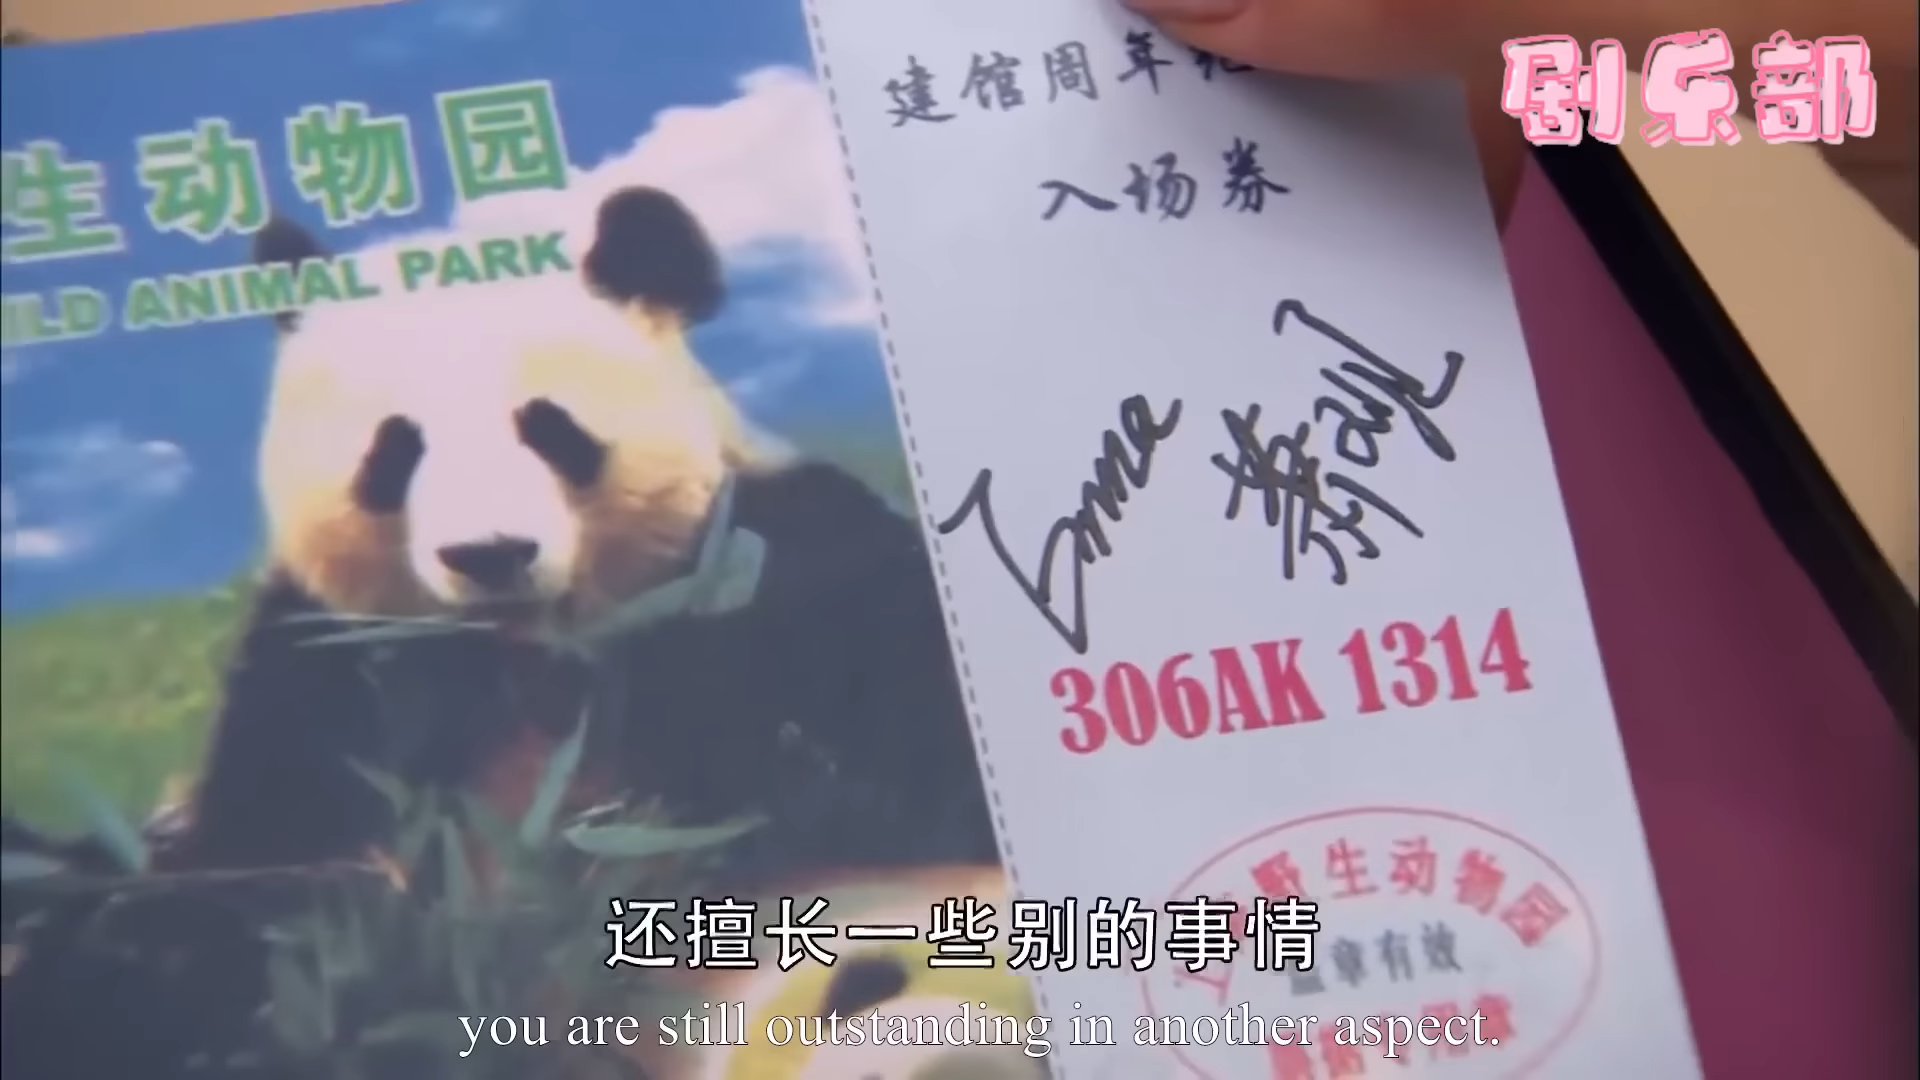 剧乐部
生动物园
ILD ANIMAL PARK
建馆周年纪
入场券
Emma
306AK 1314
野生动物园
盖章有效
还擅长一些别的事情
you are still outstanding in another aspect.